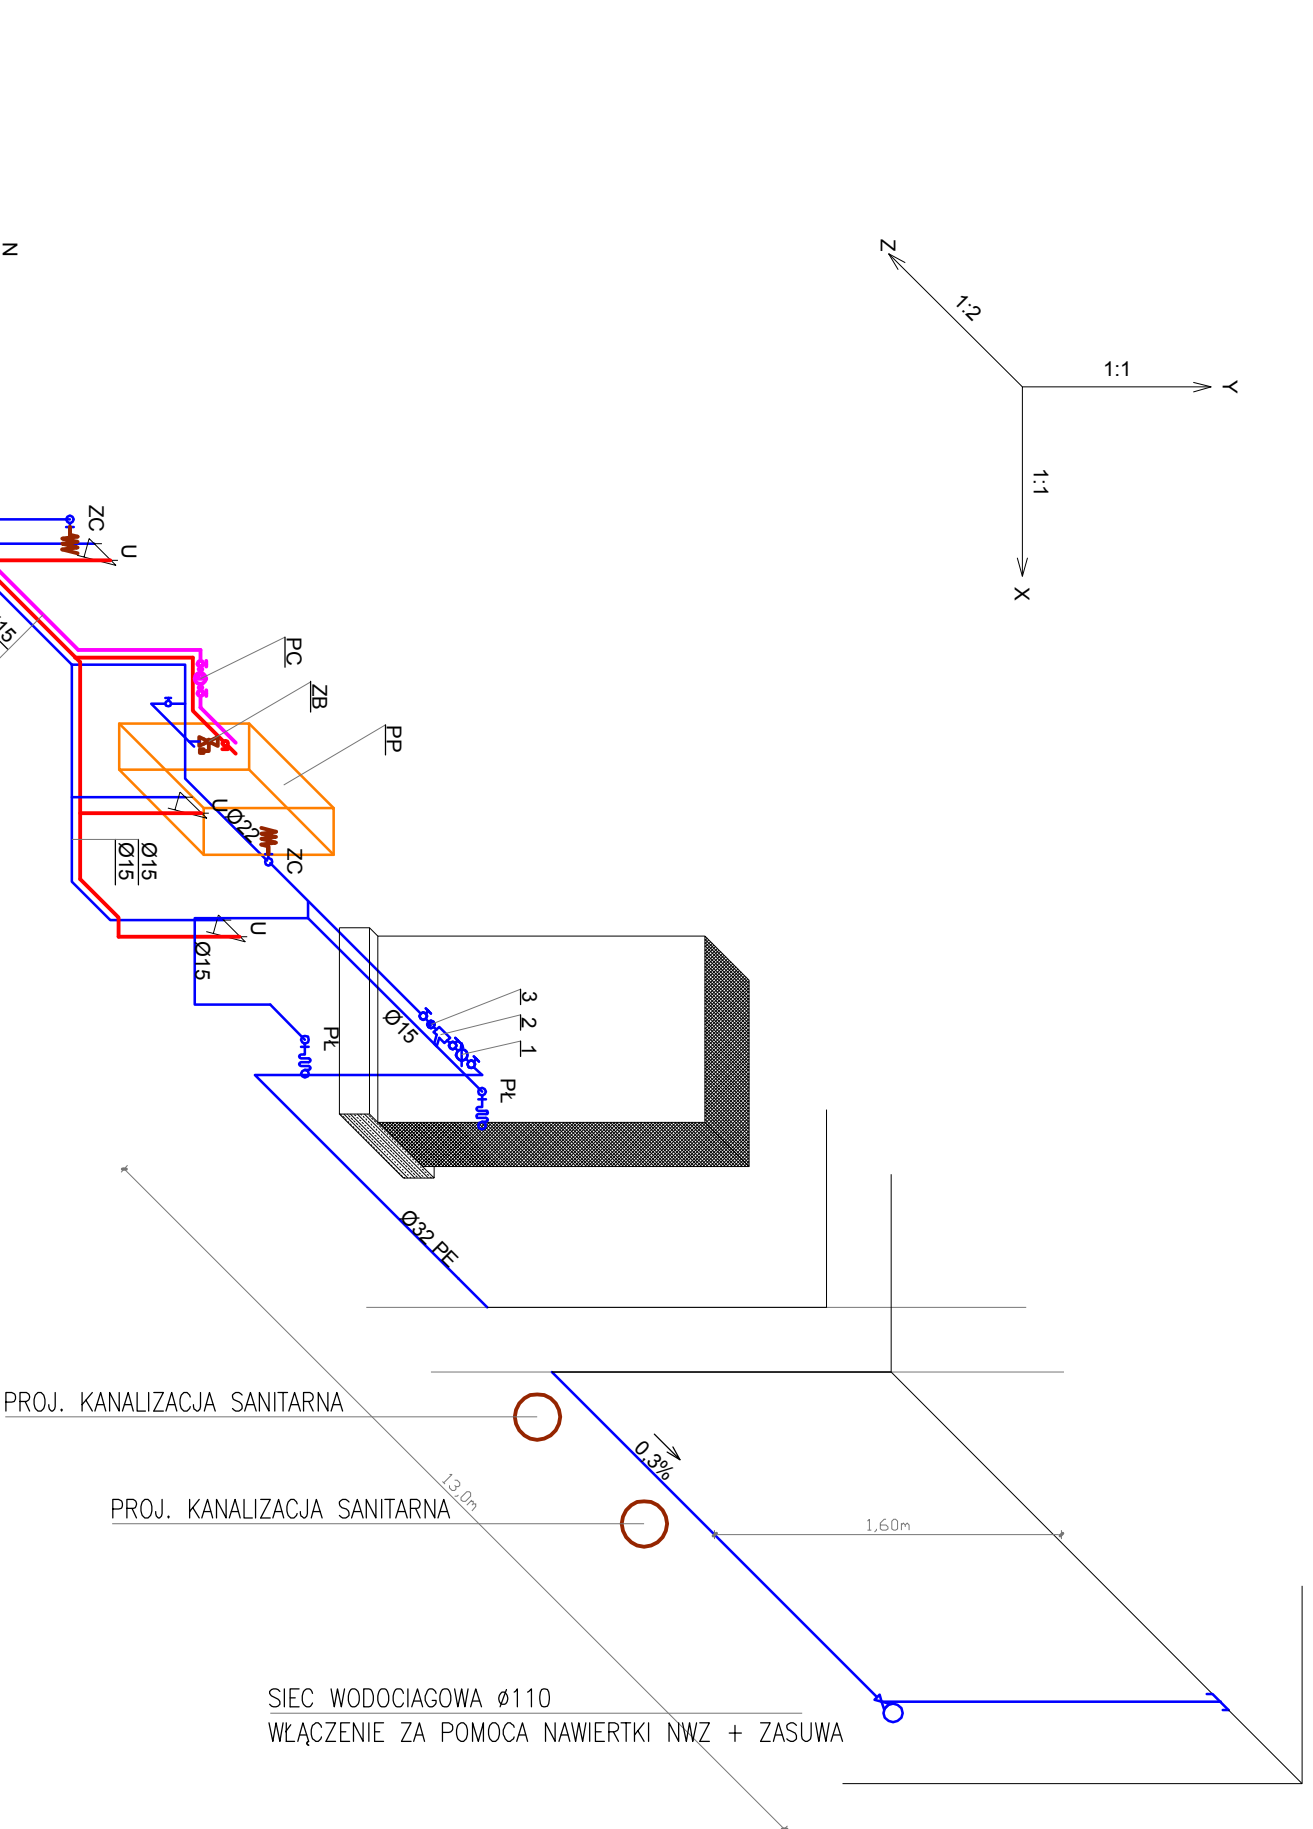 Z
N
1:2
1:1
Y
1:1
X
ZC
U
15
PC
ZB
PP
U
Ø22
ZC
Ø15
Ø15
U
Ø15
3
2
1
Ø15
PŁ
PŁ
Ø32 PE
PROJ. KANALIZACJA SANITARNA
0,3%
13,0m
PROJ. KANALIZACJA SANITARNA
1,60m
SIEC WODOCIAGOWA Ø110
WŁĄCZENIE ZA POMOCA NAWIERTKI NWZ + ZASUWA